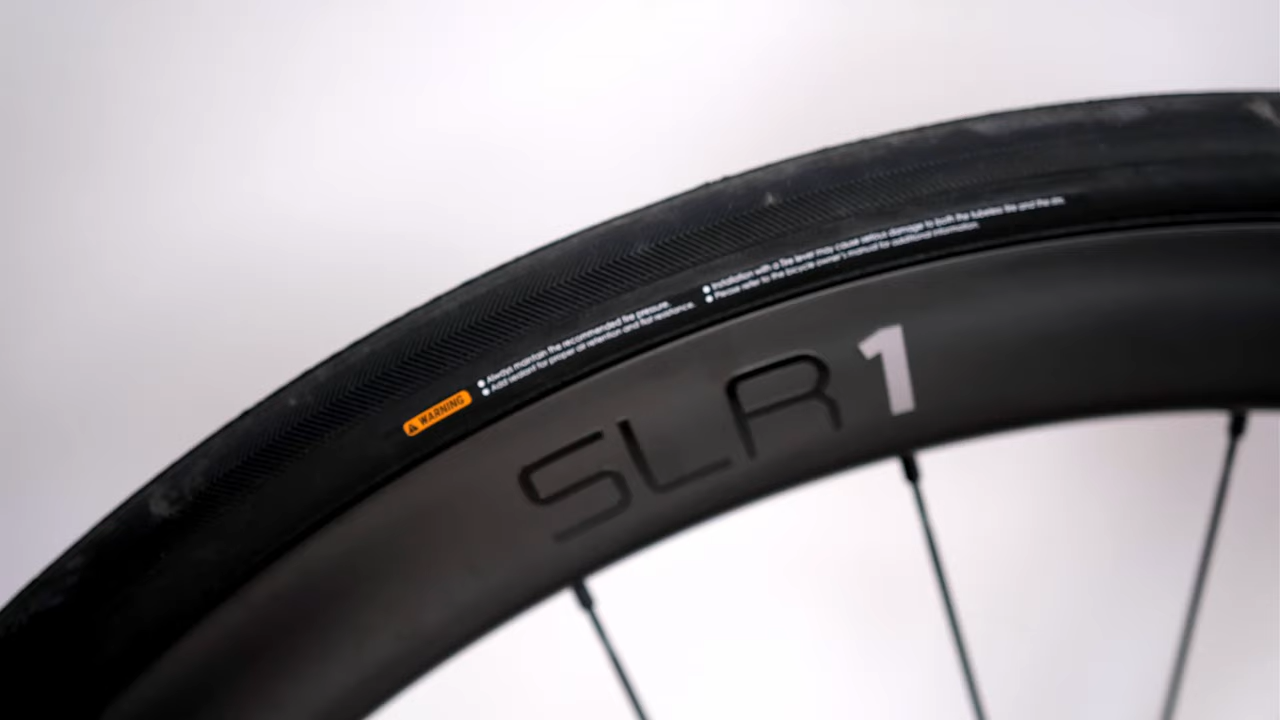 WARNING
Always maintain the recommended tire pressure.
Add sealant for proper air retention and flat resistance.
Installation with a tire lever may cause serious damage to both the tubeless tire and the rim.
Please refer to the bicycle owner's manual for additional information.
SLR 1